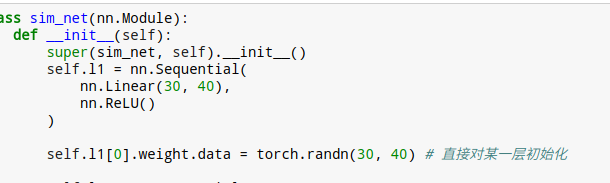 ass sim_net(nn.Module):
def __init__(self):
super(sim_net, self).__init__()
self.l1 = nn.Sequential(
nn.Linear(30, 40),
nn.ReLU()
)
self.l1[0].weight.data = torch.randn(30, 40) # 直接对某一层初始化